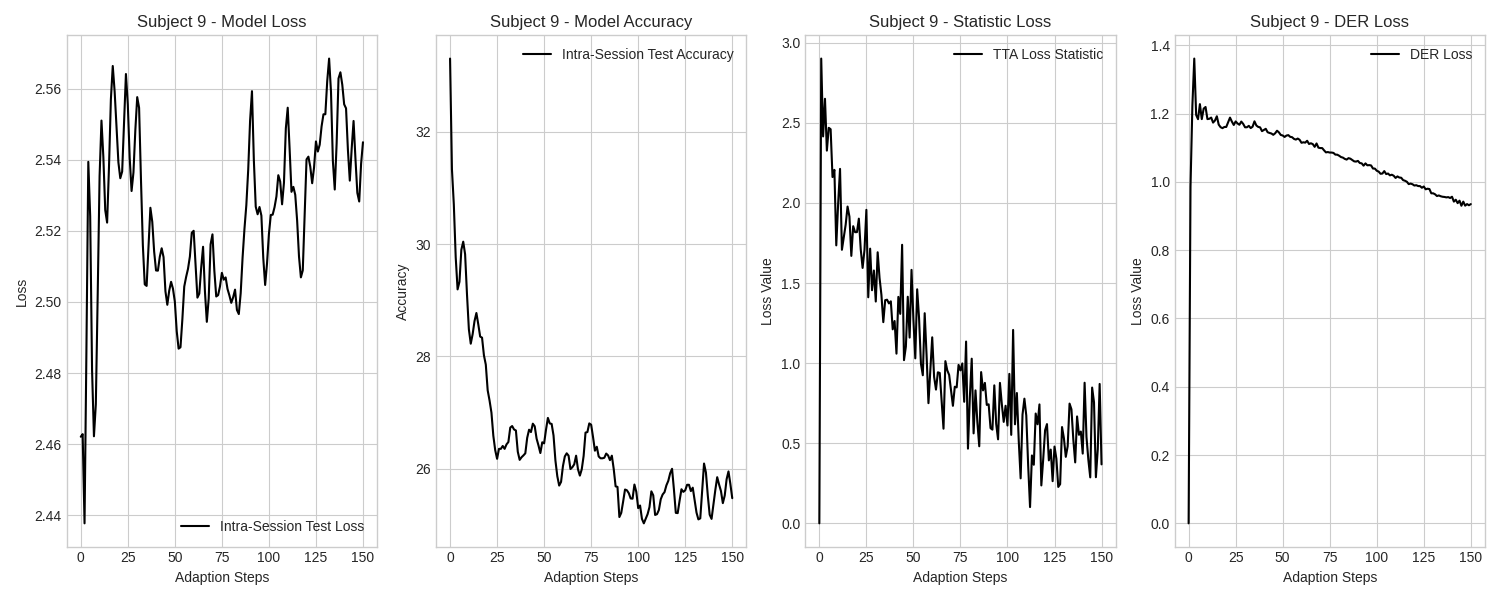 Subject 9 - Model Loss
Loss
2.56
2.54
2.52
2.50
2.48
2.46
2.44
Intra-Session Test Loss
0 25 50 75 100 125 150
Adaption Steps
Subject 9 - Model Accuracy
Accuracy
32
30
28
26
Intra-Session Test Accuracy
0 25 50 75 100 125 150
Adaption Steps
Subject 9 - Statistic Loss
Loss Value
3.0
2.5
2.0
1.5
1.0
0.5
0.0
TTA Loss Statistic
0 25 50 75 100 125 150
Adaption Steps
Subject 9 - DER Loss
Loss Value
1.4
1.2
1.0
0.8
0.6
0.4
0.2
0.0
DER Loss
0 25 50 75 100 125 150
Adaption Steps